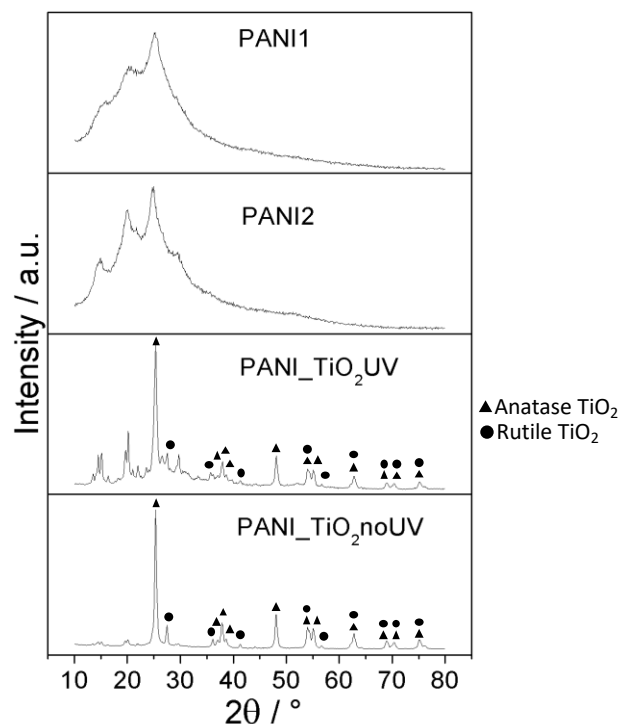 PANI1
PANI2
PANI_TiO₂UV
PANI_TiO₂noUV
Intensity / a.u.
▲ Anatase TiO₂
● Rutile TiO₂
10 20 30 40 50 60 70 80
2θ / °